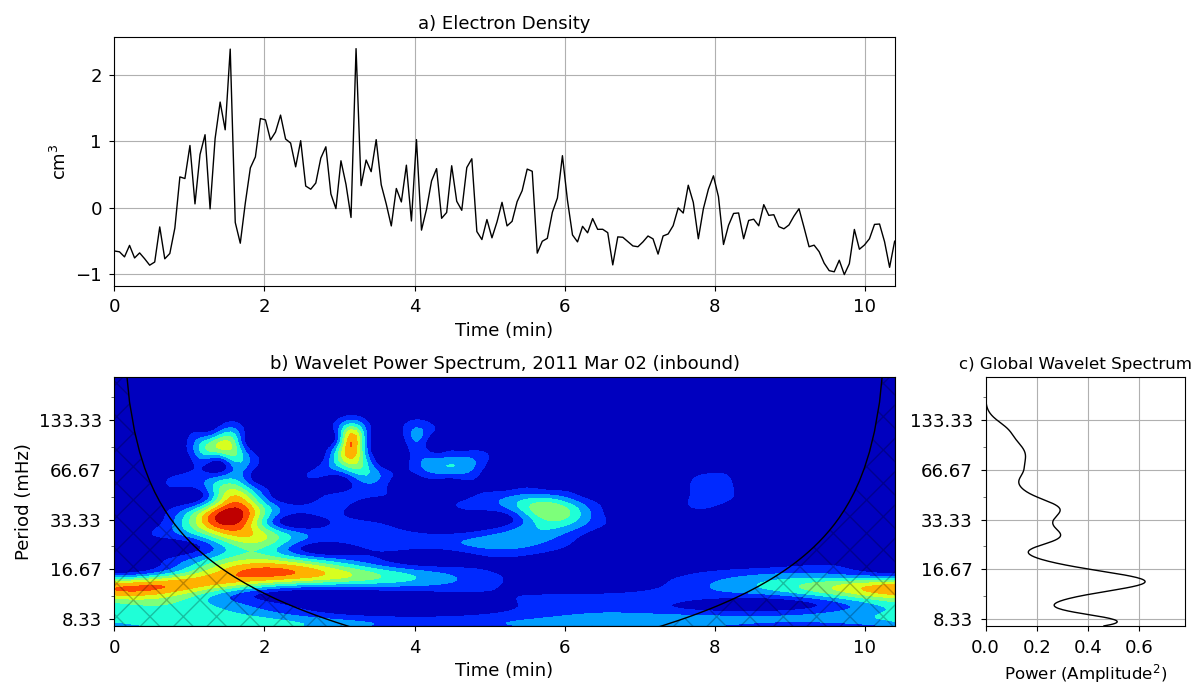 a) Electron Density
2
1
0
−1
cm³
0 2 4 6 8 10
Time (min)
b) Wavelet Power Spectrum, 2011 Mar 02 (inbound)
133.33
66.67
33.33
16.67
8.33
Period (mHz)
0 2 4 6 8 10
Time (min)
c) Global Wavelet Spectrum
133.33
66.67
33.33
16.67
8.33
0.0 0.2 0.4 0.6
Power (Amplitude²)